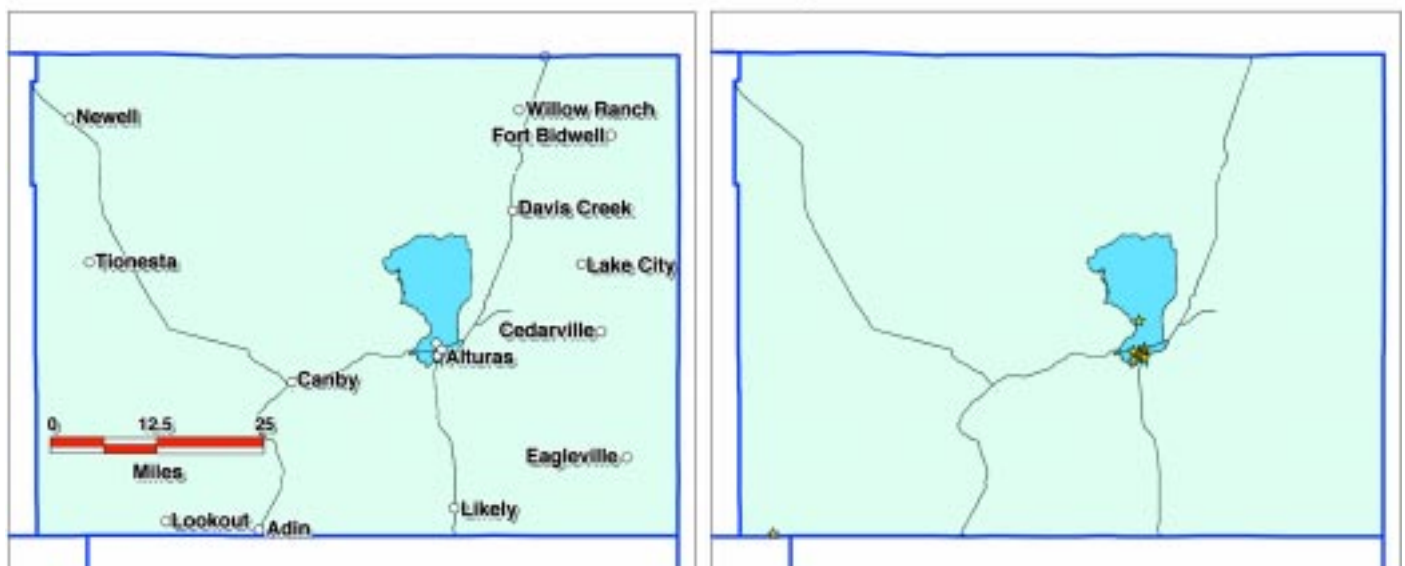 Newell
Willow Ranch
Fort Bidwell
Davis Creek
Tionesta
Lake City
Cedarville
Alturas
Canby
0 12.5 25
Miles
Eagleville
Likely
Lookout
Adin